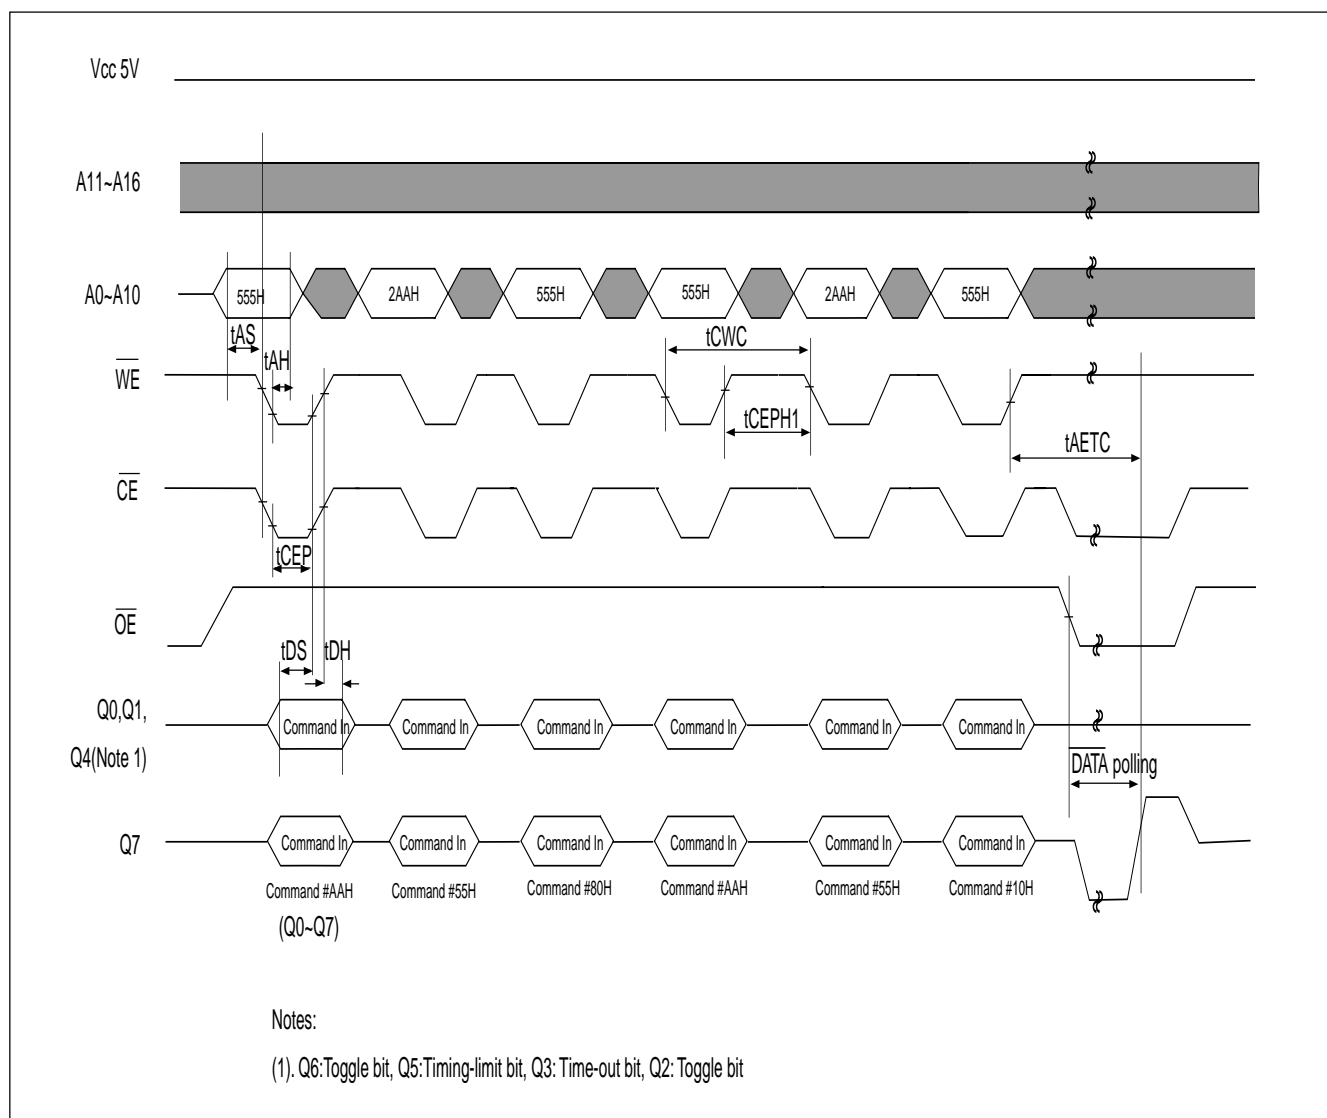 Vcc 5V
A11~A16
A0~A10
555H
2AAH
555H
555H
2AAH
555H
tAS
tAH
tCWC
WE
tCEPH1
tAETC
CE
tCEP
OE
tDS
tDH
Q0,Q1,
Q4(Note 1)
Command In
Command In
Command In
Command In
Command In
Command In
DATA polling
Q7
Command In
Command In
Command In
Command In
Command In
Command In
Command #AAH
Command #55H
Command #80H
Command #AAH
Command #55H
Command #10H
(Q0~Q7)
Notes:
(1). Q6:Toggle bit, Q5:Timing-limit bit, Q3: Time-out bit, Q2: Toggle bit